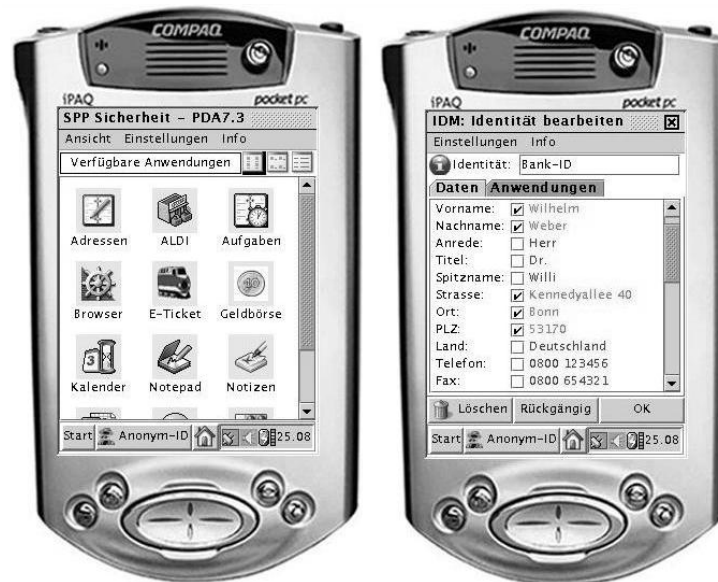 COMPAQ
iPAQ pocket pc
SPP Sicherheit – PDA7.3
Ansicht Einstellungen Info
Verfügbare Anwendungen
Adressen ALDI Aufgaben
Browser E-Ticket Geldbörse
Kalender Notepad Notizen
Start Anonym-ID 25.08
COMPAQ
iPAQ pocket pc
IDM: Identität bearbeiten
Einstellungen Info
Identität: Bank-ID
Daten Anwendungen
Vorname: Wilhelm
Nachname: Weber
Anrede: Herr
Titel: Dr.
Spitzname: Willi
Strasse: Kennedyallee 40
Ort: Bonn
PLZ: 53170
Land: Deutschland
Telefon: 0800 123456
Fax: 0800 654321
Löschen Rückgängig OK
Start Anonym-ID 25.08